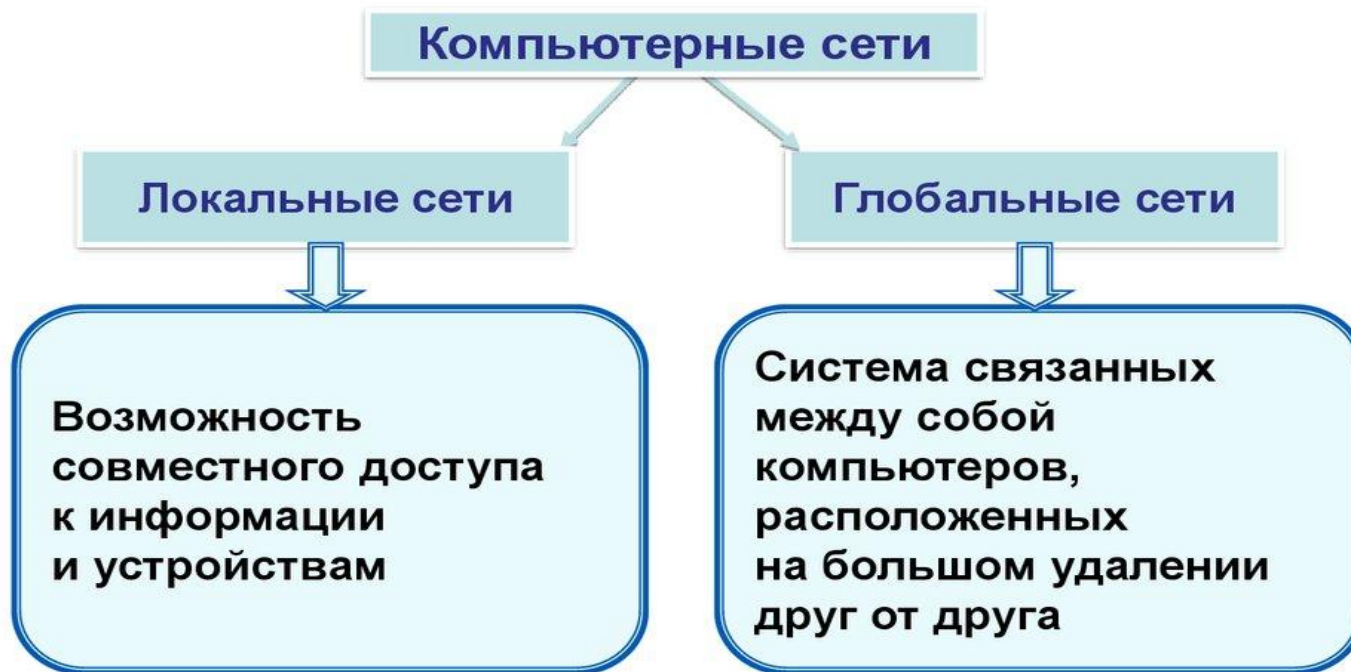 Компьютерные сети
Локальные сети
Глобальные сети
Возможность
совместного доступа
к информации
и устройствам
Система связанных
между собой
компьютеров,
расположенных
на большом удалении
друг от друга